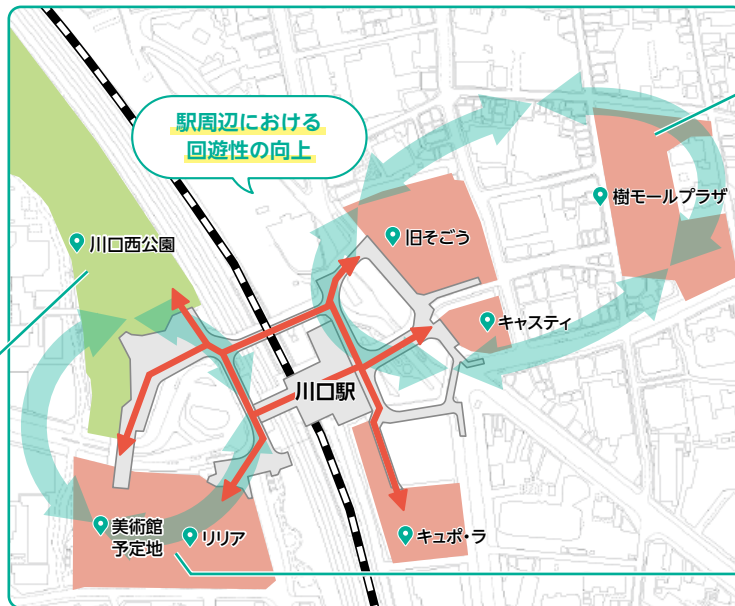 駅周辺における
回遊性の向上
樹モールプラザ
川口西公園
旧そごう
キャスティ
川口駅
美術館
予定地
リリア
キュポ・ラ